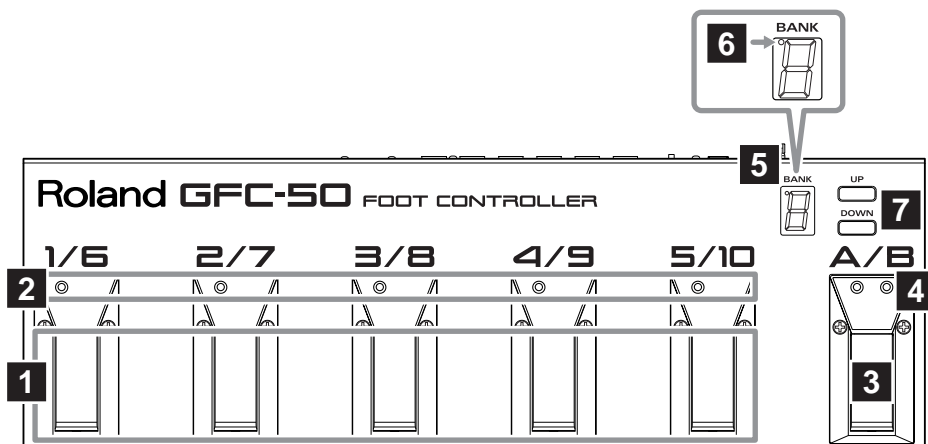 BANK
6
5
BANK
UP
DOWN
7
Roland GFC-50 FOOT CONTROLLER
1/6 2/7 3/8 4/9 5/10 A/B
2
4
1
3